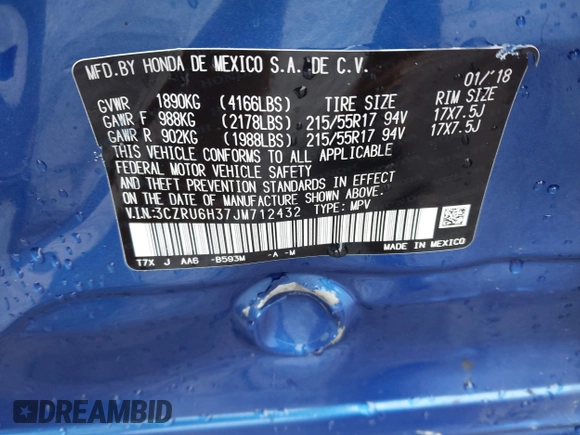 MFD.BY HONDA DE MEXICO S.A. DE C.V.
01/'18
GVWR 1890KG (4166LBS) TIRE SIZE RIM SIZE
GAWR F 988KG (2178LBS) 215/55R17 94V 17X7.5J
GAWR R 902KG (1988LBS) 215/55R17 94V 17X7.5J
THIS VEHICLE CONFORMS TO ALL APPLICABLE
FEDERAL MOTOR VEHICLE SAFETY
AND THEFT PREVENTION STANDARDS IN EFFECT
ON THE DATE OF MANUFACTURE SHOWN ABOVE.
V.I.N:3CZRU6H37JM712432 TYPE: MPV
T7X J AA6 -B593M -A -M
MADE IN MEXICO
DREAMBID